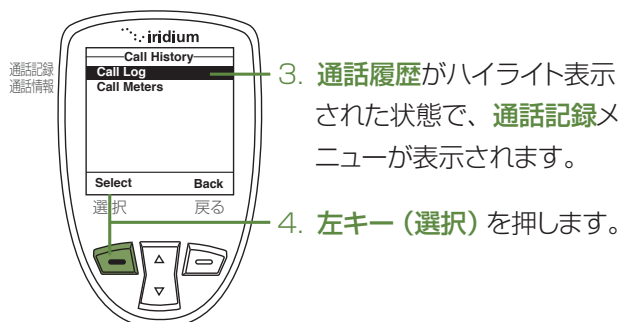 iridium
Call History
通話記録
Call Log
通話情報
Call Meters
Select Back
選択 戻る
3. 通話履歴がハイライト表示
された状態で、通話記録メ
ニューが表示されます。
4. 左キー（選択）を押します。